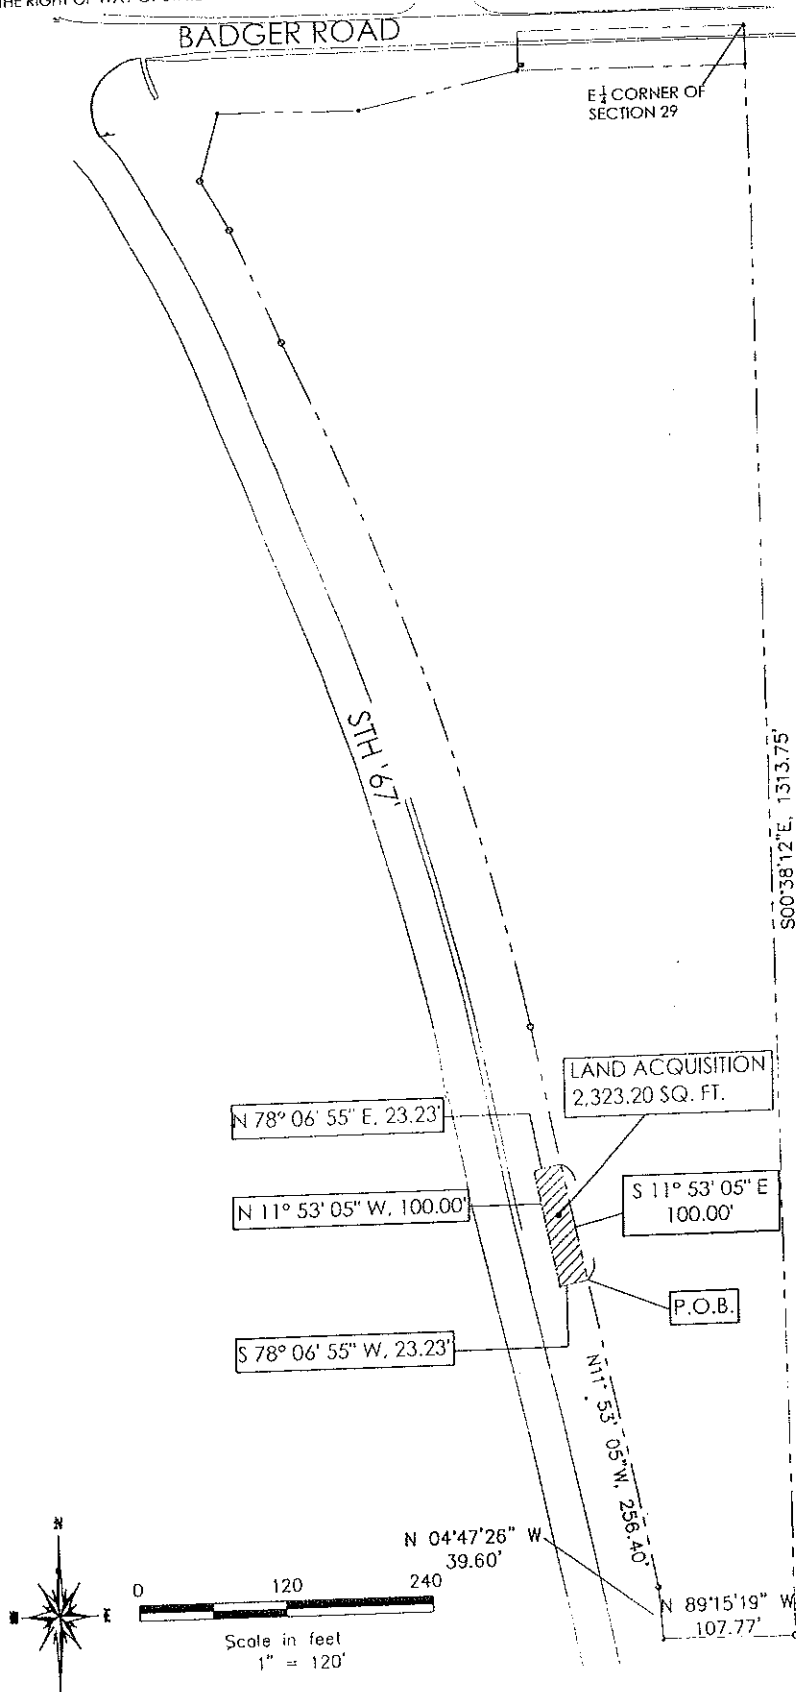 BADGER ROAD
E 1/4 CORNER OF
SECTION 29
STH '67'
S00°38'12"E, 1313.75'
LAND ACQUISITION
2,323.20 SQ. FT.
N 78° 06' 55" E, 23.23'
N 11° 53' 05" W, 100.00'
S 11° 53' 05" E
100.00'
P.O.B.
S 78° 06' 55" W, 23.23'
N11° 53' 05"W, 256.40'
N 04°47'26" W
39.60'
N 89°15'19" W
107.77'
N
E
0 120 240
Scale in feet
1" = 120'